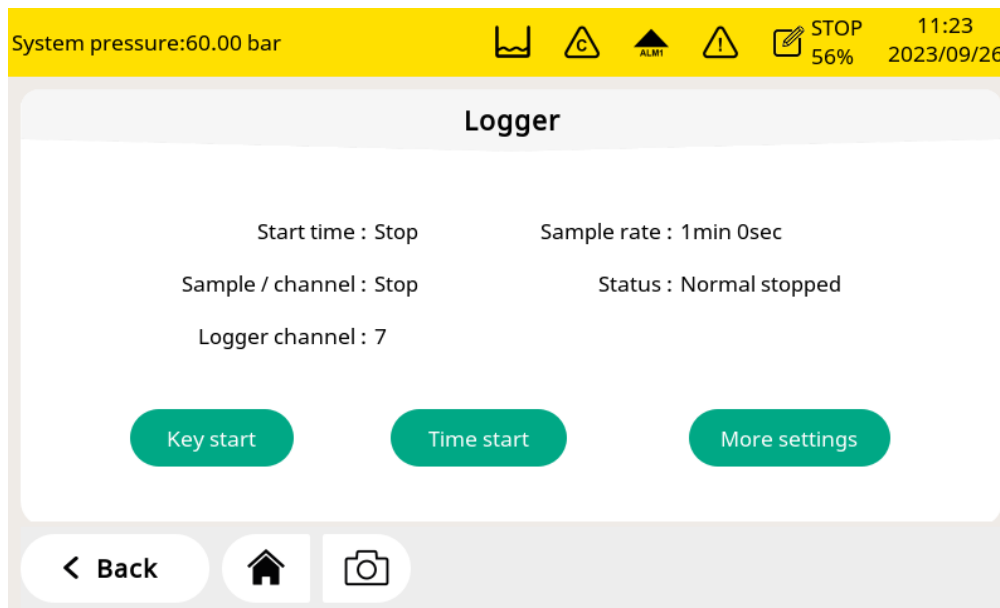 System pressure:60.00 bar
C
ALM1
!
STOP
56%
11:23
2023/09/26
Logger
Start time : Stop
Sample rate : 1min 0sec
Sample / channel : Stop
Status : Normal stopped
Logger channel : 7
Key start
Time start
More settings
Back